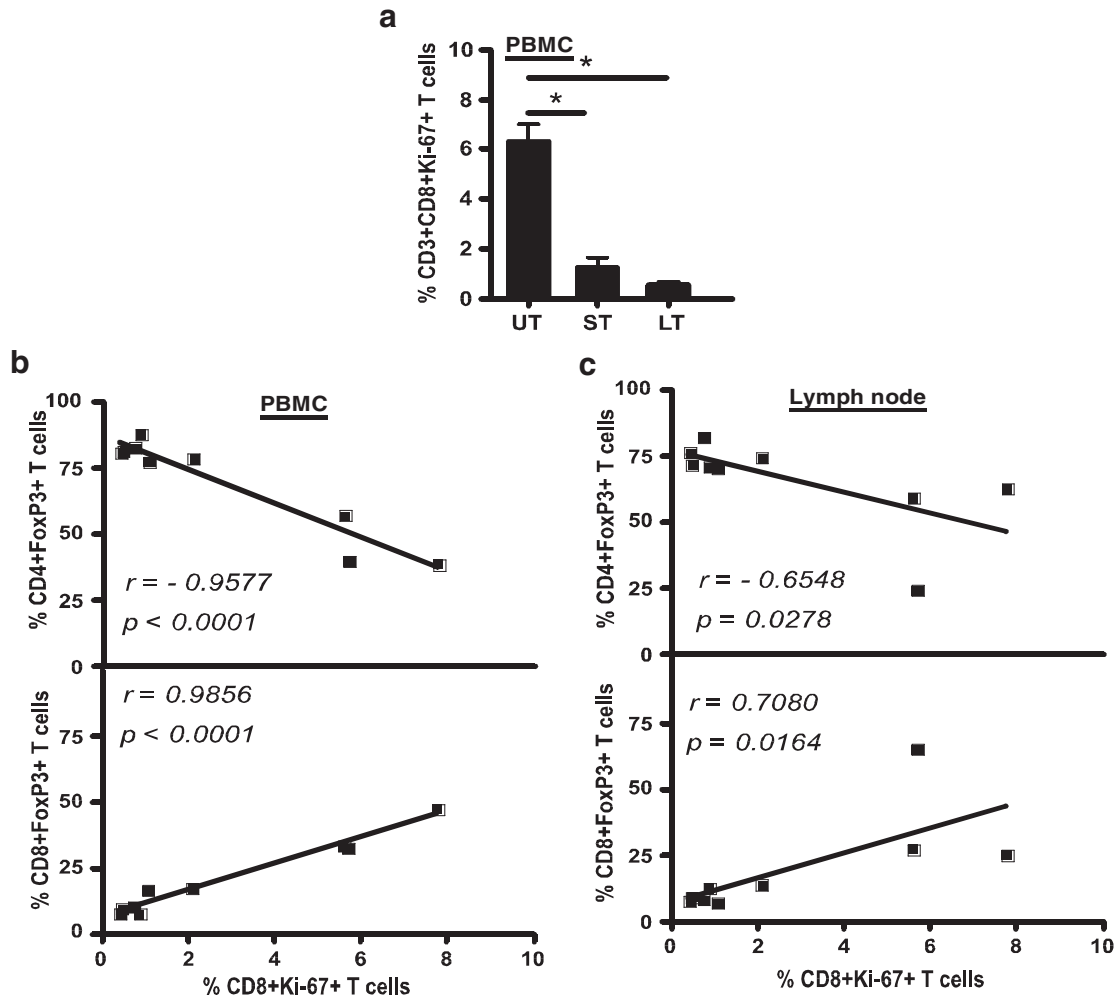 a
PBMC
% CD3+CD8+Ki-67+ T cells
10
8
6
4
2
0
*
*
UT ST LT
b
PBMC
% CD4+FoxP3+ T cells
100
75
50
25
0
r = - 0.9577
p < 0.0001
% CD8+FoxP3+ T cells
75
50
25
0
r = 0.9856
p < 0.0001
0 2 4 6 8 10
% CD8+Ki-67+ T cells
c
Lymph node
% CD4+FoxP3+ T cells
100
75
50
25
0
r = - 0.6548
p = 0.0278
% CD8+FoxP3+ T cells
75
50
25
0
r = 0.7080
p = 0.0164
0 2 4 6 8 10
% CD8+Ki-67+ T cells